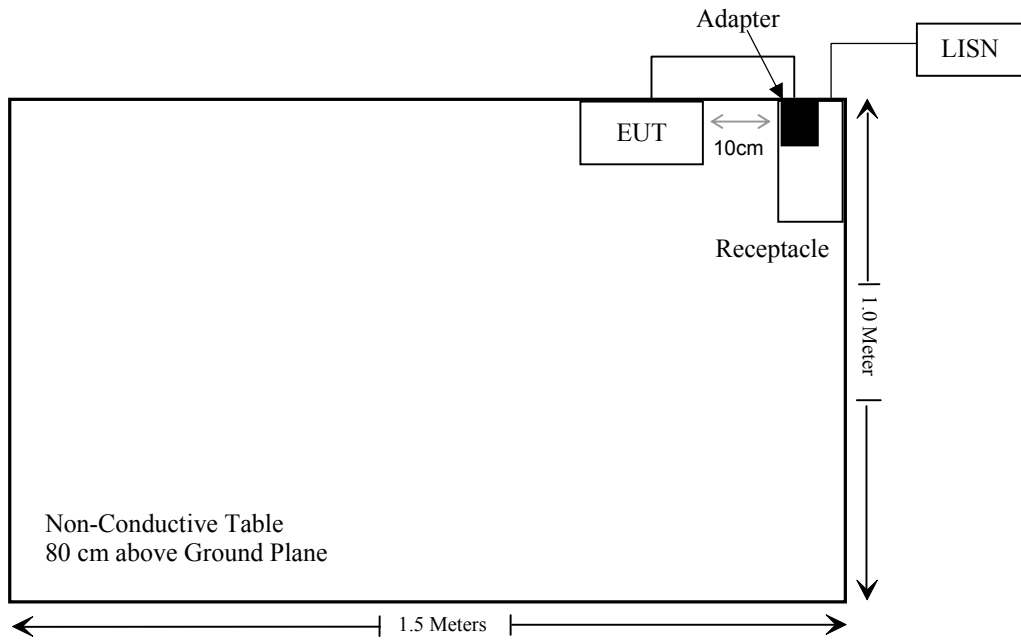 Adapter
LISN
EUT
10cm
Receptacle
1.0 Meter
Non-Conductive Table
80 cm above Ground Plane
1.5 Meters